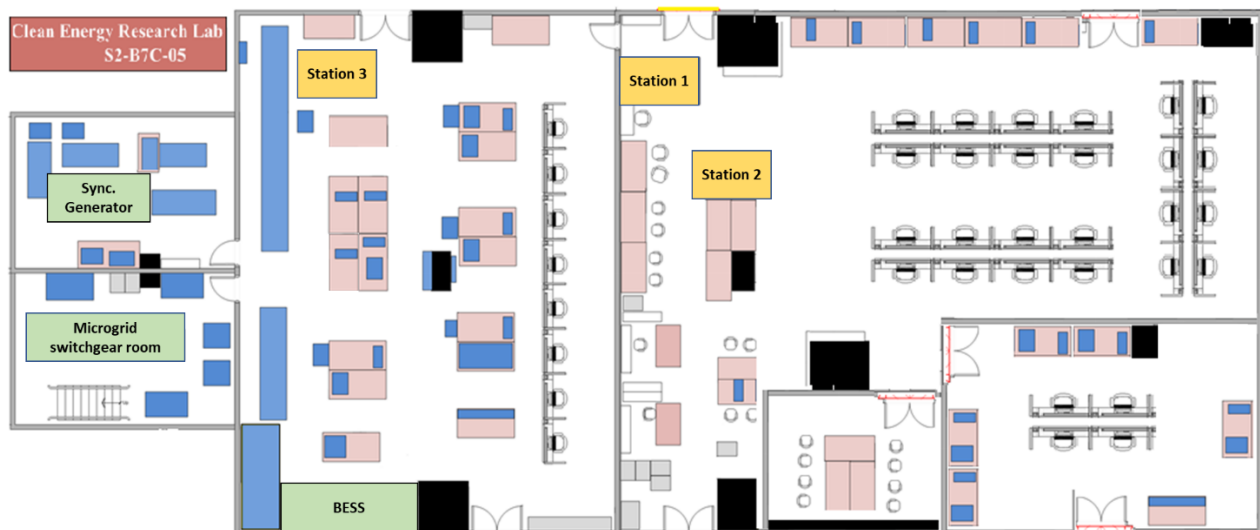 Clean Energy Research Lab
S2-B7C-05
Station 3
Station 1
Station 2
Sync.
Generator
Microgrid
switchgear room
BESS